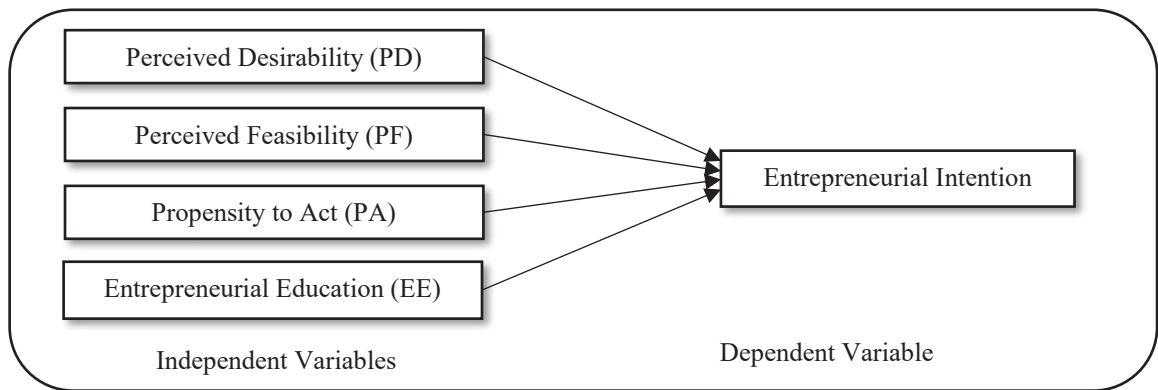 Perceived Desirability (PD)
Perceived Feasibility (PF)
Propensity to Act (PA)
Entrepreneurial Education (EE)
Independent Variables
Entrepreneurial Intention
Dependent Variable